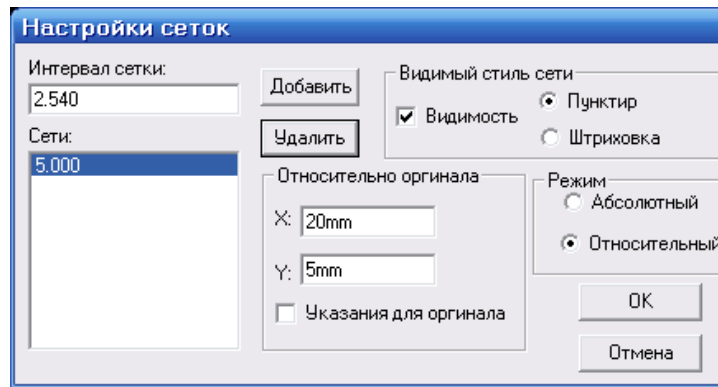 Настройки сеток
Интервал сетки:
2.540
Добавить
Удалить
Сети:
5.000
Видимый стиль сети
Видимость
Пунктир
Штриховка
Относительно оргинала
X: 20mm
Y: 5mm
Указания для оргинала
Режим
Абсолютный
Относительный
OK
Отмена